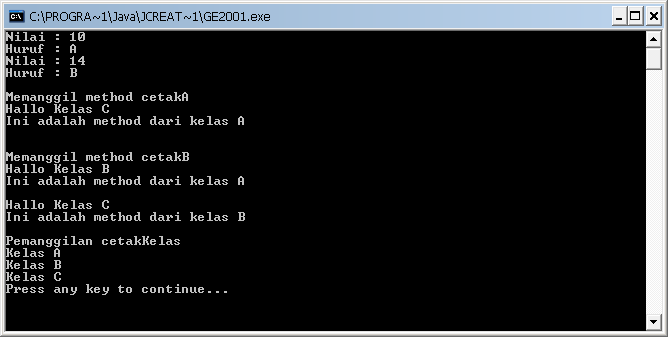 C:\PROGRA~1\Java\JCREAT~1\GE2001.exe
Nilai : 10
Huruf : A
Nilai : 14
Huruf : B
Memanggil method cetakA
Hallo Kelas C
Ini adalah method dari kelas A
Memanggil method cetakB
Hallo Kelas B
Ini adalah method dari kelas A
Hallo Kelas C
Ini adalah method dari kelas B
Pemanggilan cetakKelas
Kelas A
Kelas B
Kelas C
Press any key to continue...